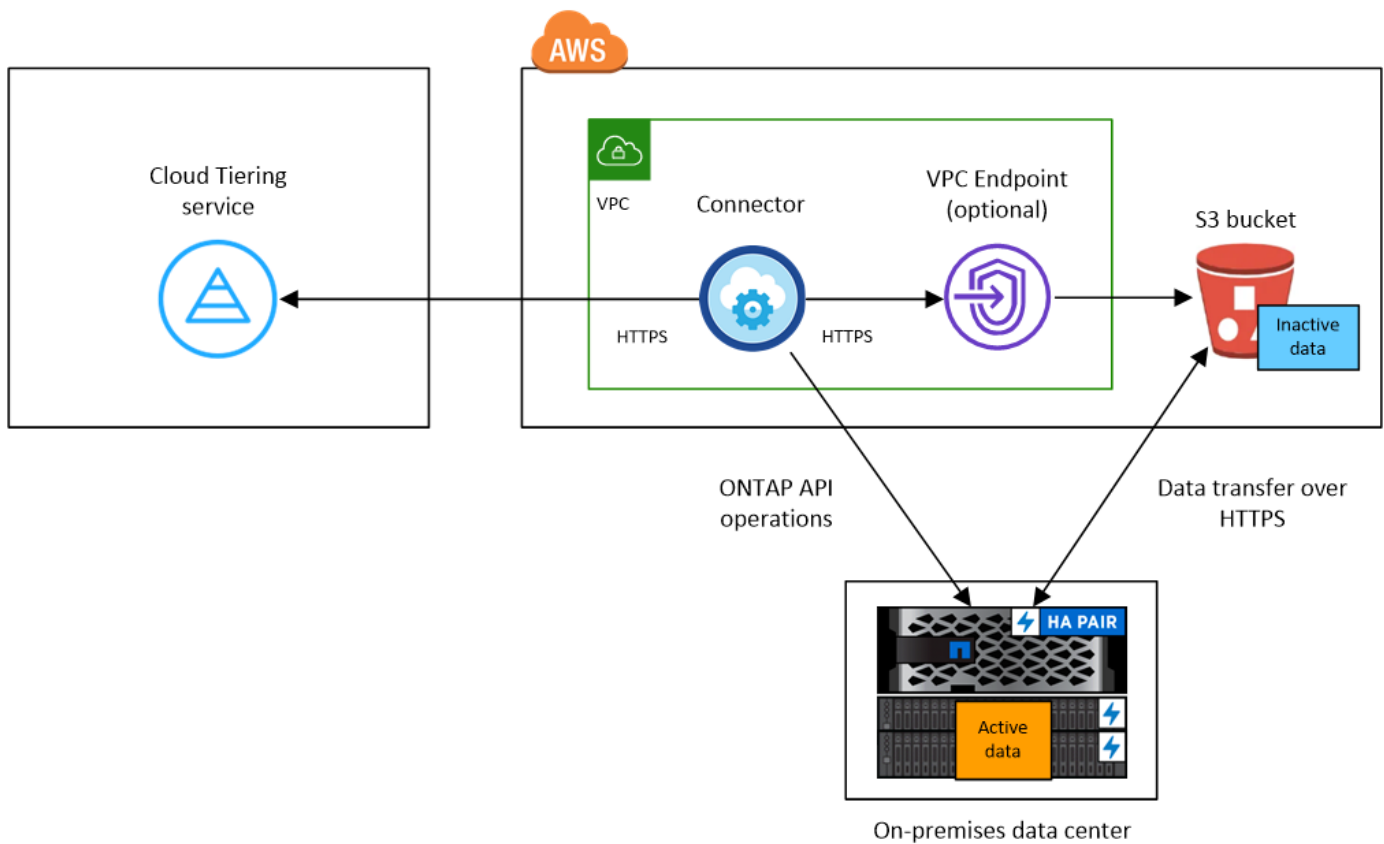 AWS
Cloud Tiering
service
VPC
Connector
VPC Endpoint
(optional)
S3 bucket
HTTPS
HTTPS
Inactive
data
ONTAP API
operations
Data transfer over
HTTPS
HA PAIR
Active
data
On-premises data center